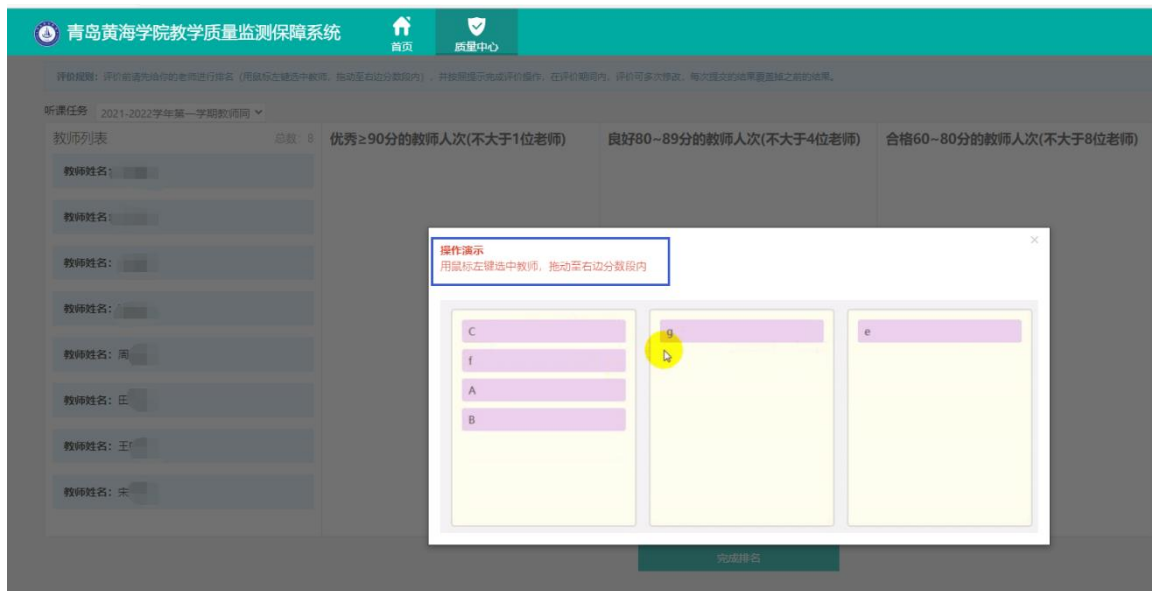 青岛黄海学院教学质量监测保障系统
首页
质量中心
评价规则：评价前请先给你的老师进行排名（用鼠标左键选中教师，拖动至右边分数段内），并按照提示完成评价操作，在评价期间内，评价可多次修改，每次提交的结果覆盖掉之前的结果。
听课任务 2021-2022学年第一学期教师同
教师列表 总数：8
优秀≥90分的教师人次(不大于1位老师)
良好80~89分的教师人次(不大于4位老师)
合格60~80分的教师人次(不大于8位老师)
教师姓名：
教师姓名：
教师姓名：
教师姓名：
教师姓名：周
教师姓名：田
教师姓名：王
教师姓名：宋
操作演示
用鼠标左键选中教师，拖动至右边分数段内
×
C
f
A
B
g
e
完成排名